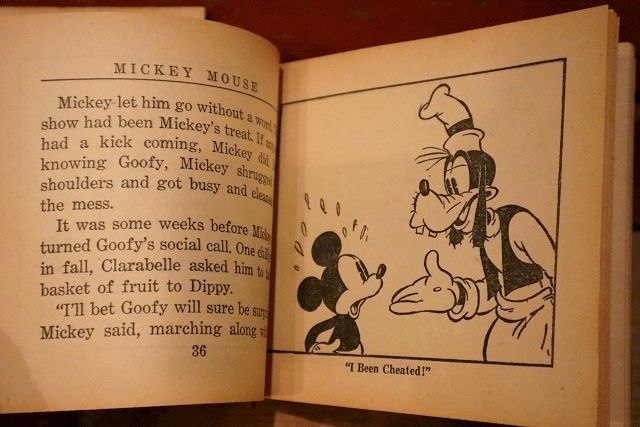 MICKEY MOUSE
Mickey let him go without a word,
show had been Mickey's treat. If
had a kick coming, Mickey did.
knowing Goofy, Mickey shrugged
shoulders and got busy and cleaned
the mess.
It was some weeks before Mickey
turned Goofy's social call. One
in fall, Clarabelle asked him to
basket of fruit to Dippy.
"I'll bet Goofy will sure be
Mickey said, marching along
36
"I Been Cheated!"